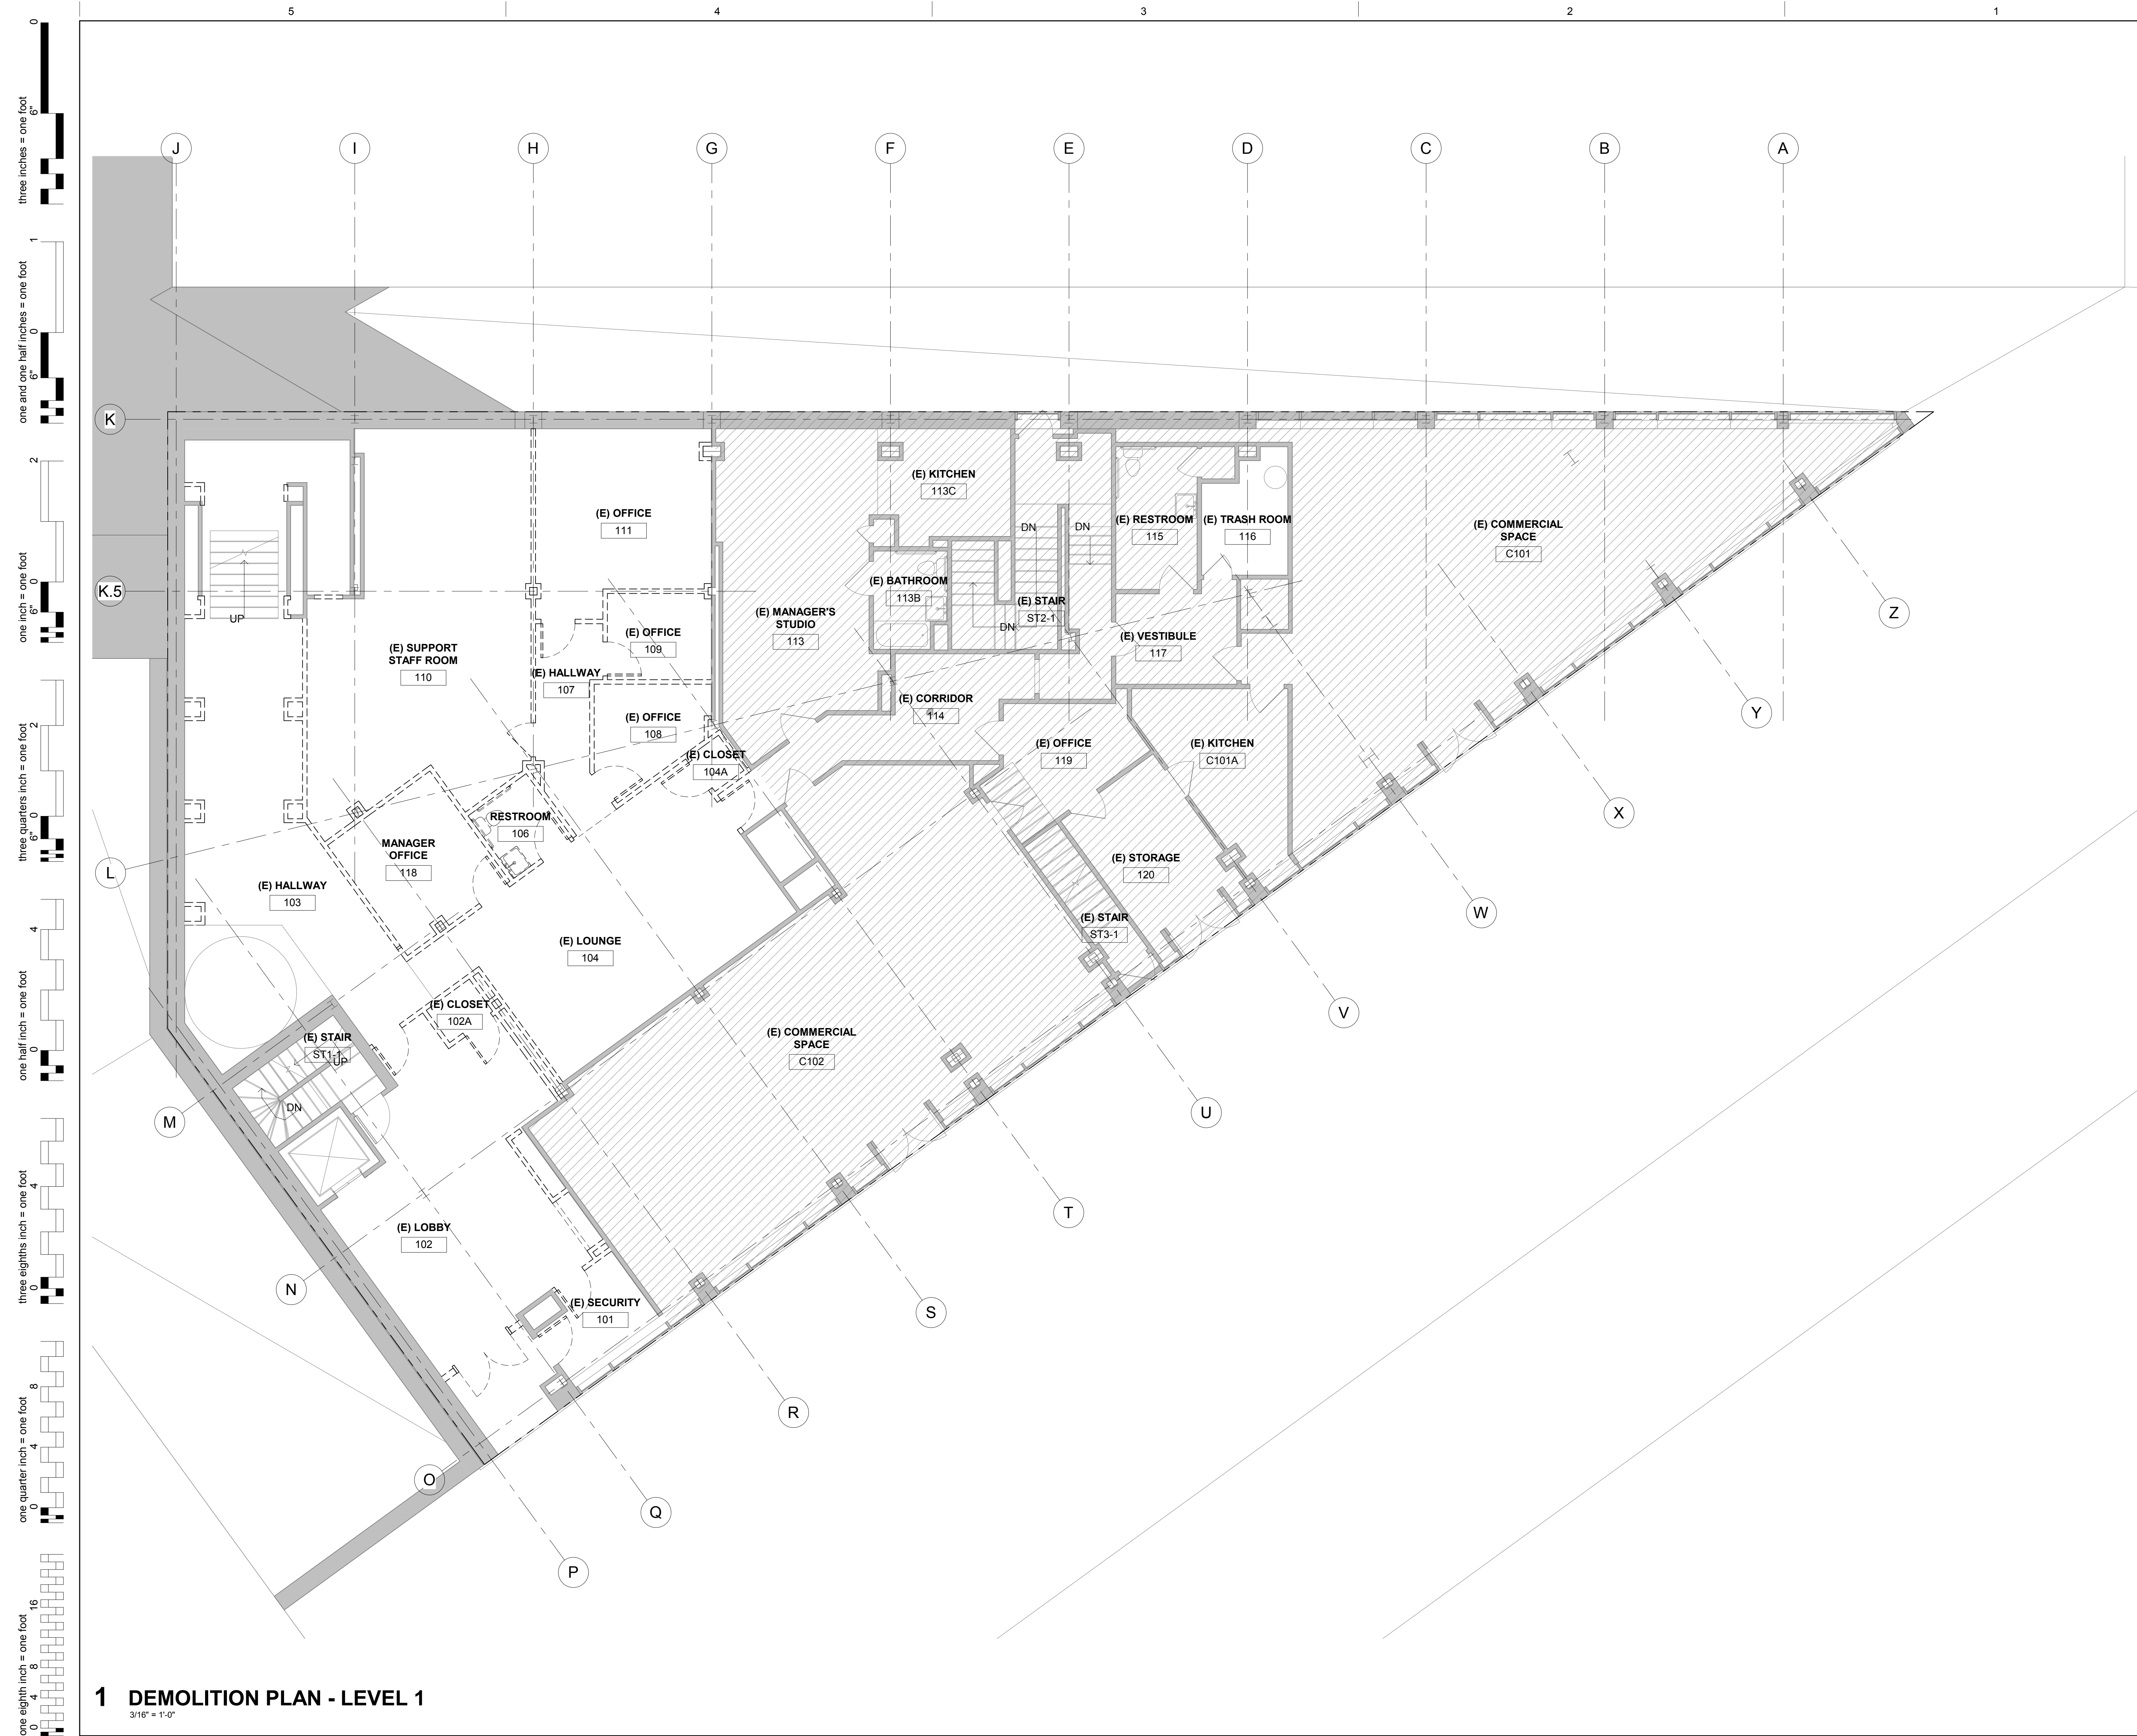 5 4 3 2 1
three inches = one foot
0 6"
one and one half inches = one foot
1 0 6"
one inch = one foot
2 0 6"
three quarters inch = one foot
2 0 6"
one half inch = one foot
4 0
three eighths inch = one foot
4 0
one quarter inch = one foot
8 4 0
one eighth inch = one foot
16 8 4 0
J I H G F E D C B A
K
K.5
L
M
N
O
P
Q
R
S
T
U
V
W
X
Y
Z
(E) KITCHEN
113C
(E) OFFICE
111
(E) RESTROOM
115
(E) TRASH ROOM
116
(E) COMMERCIAL
SPACE
C101
DN
DN
(E) BATHROOM
113B
(E) STAIR
ST2-1
DN
UP
(E) MANAGER'S
STUDIO
113
(E) OFFICE
109
(E) VESTIBULE
117
(E) SUPPORT
STAFF ROOM
110
(E) HALLWAY
107
(E) CORRIDOR
114
(E) OFFICE
108
(E) OFFICE
119
(E) KITCHEN
C101A
(E) CLOSET
104A
RESTROOM
106
MANAGER
OFFICE
118
(E) STORAGE
120
(E) HALLWAY
103
(E) STAIR
ST3-1
(E) LOUNGE
104
(E) CLOSET
102A
(E) STAIR
ST1-1
UP
DN
(E) COMMERCIAL
SPACE
C102
(E) LOBBY
102
(E) SECURITY
101
1 DEMOLITION PLAN - LEVEL 1
3/16" = 1'-0"